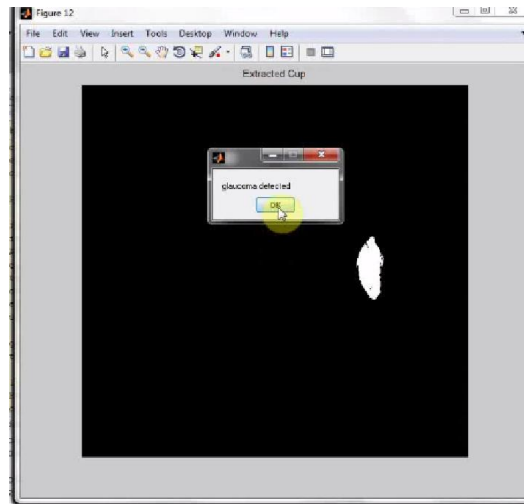 Figure 12
File Edit View Insert Tools Desktop Window Help
Extracted Cup
glaucoma detected
OK